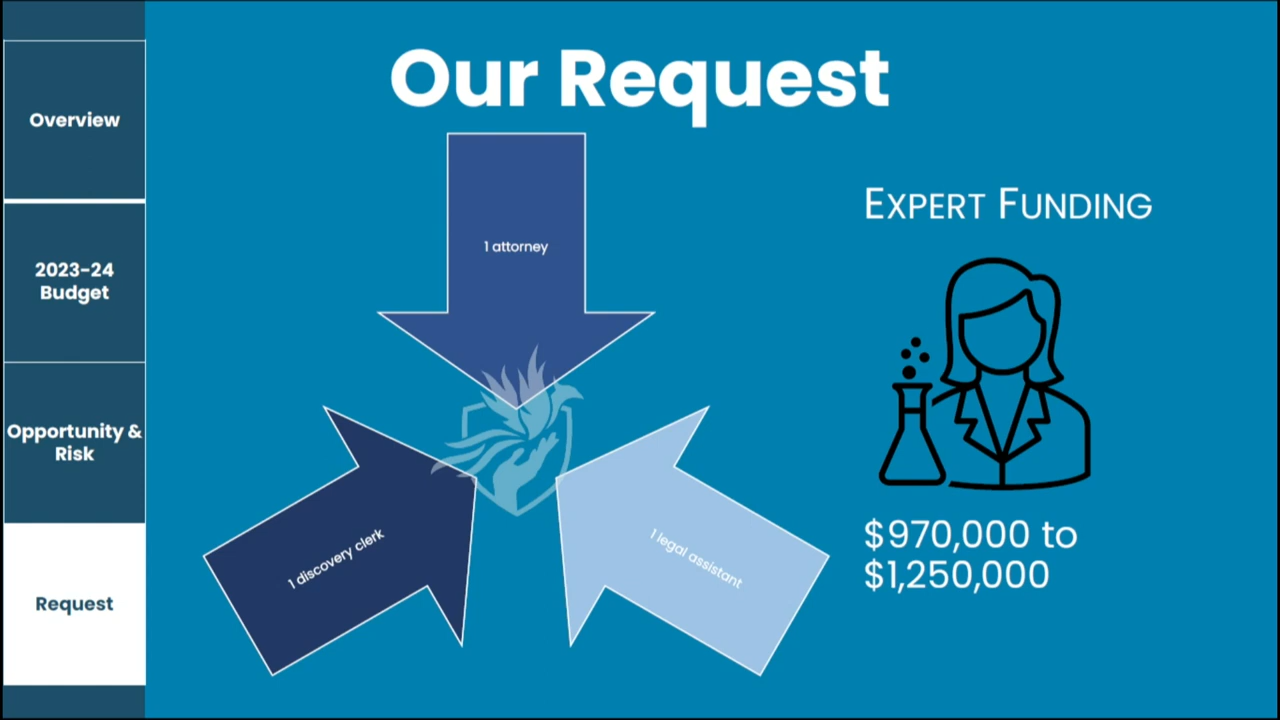 Our Request
Overview
2023-24
Budget
Opportunity &
Risk
Request
1 attorney
1 discovery clerk
1 legal assistant
EXPERT FUNDING
$970,000 to
$1,250,000